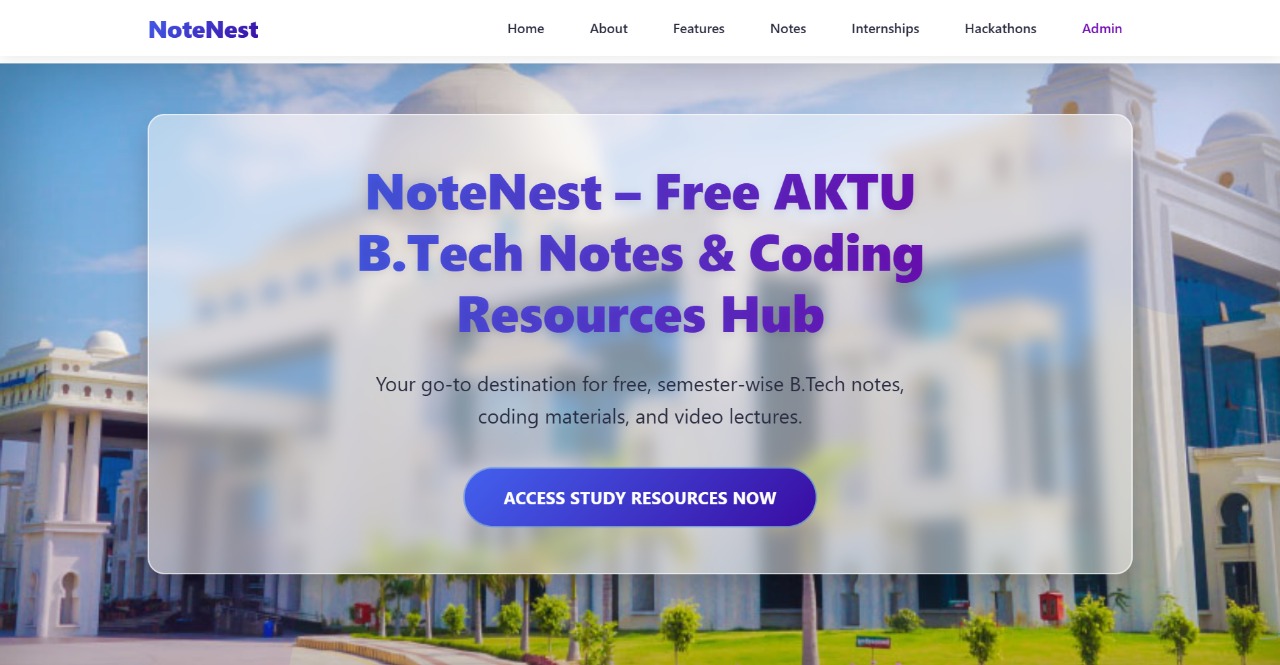 NoteNest
Home About Features Notes Internships Hackathons Admin
NoteNest – Free AKTU
B.Tech Notes & Coding
Resources Hub
Your go-to destination for free, semester-wise B.Tech notes,
coding materials, and video lectures.
ACCESS STUDY RESOURCES NOW